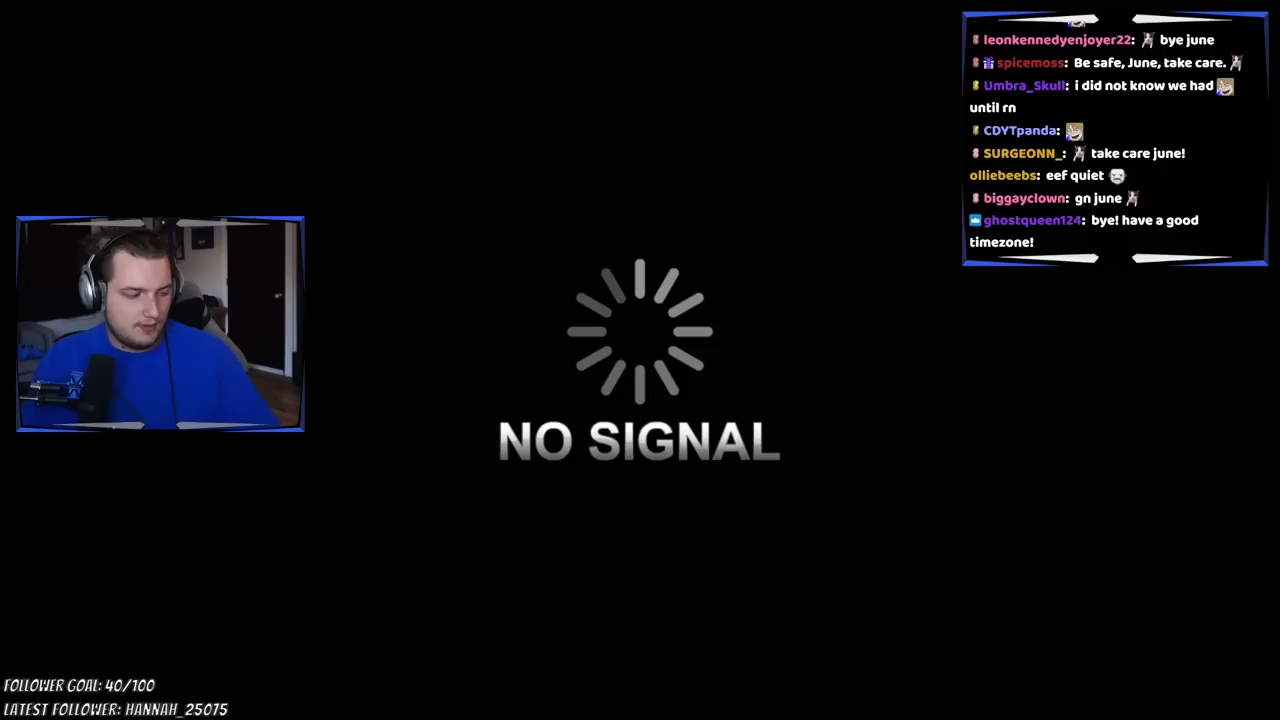 leonkennedyenjoyer22: bye june
spicemoss: Be safe, June, take care.
Umbra_Skull: i did not know we had
until rn
CDYTpanda:
SURGEONN_: take care june!
olliebeebs: eef quiet
biggayclown: gn june
ghostqueen124: bye! have a good
timezone!
NO SIGNAL
FOLLOWER GOAL: 40/100
LATEST FOLLOWER: HANNAH_25075